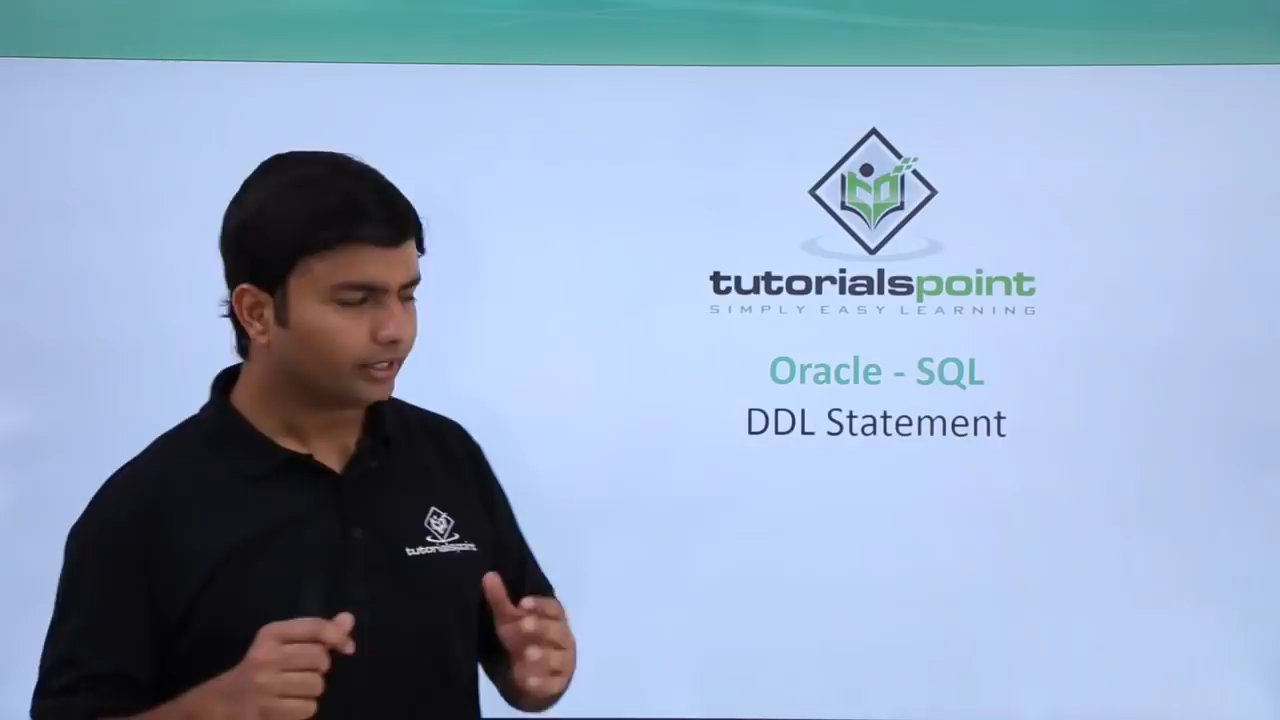 tutorialspoint
SIMPLY EASY LEARNING
Oracle - SQL
DDL Statement
tutorialspoint